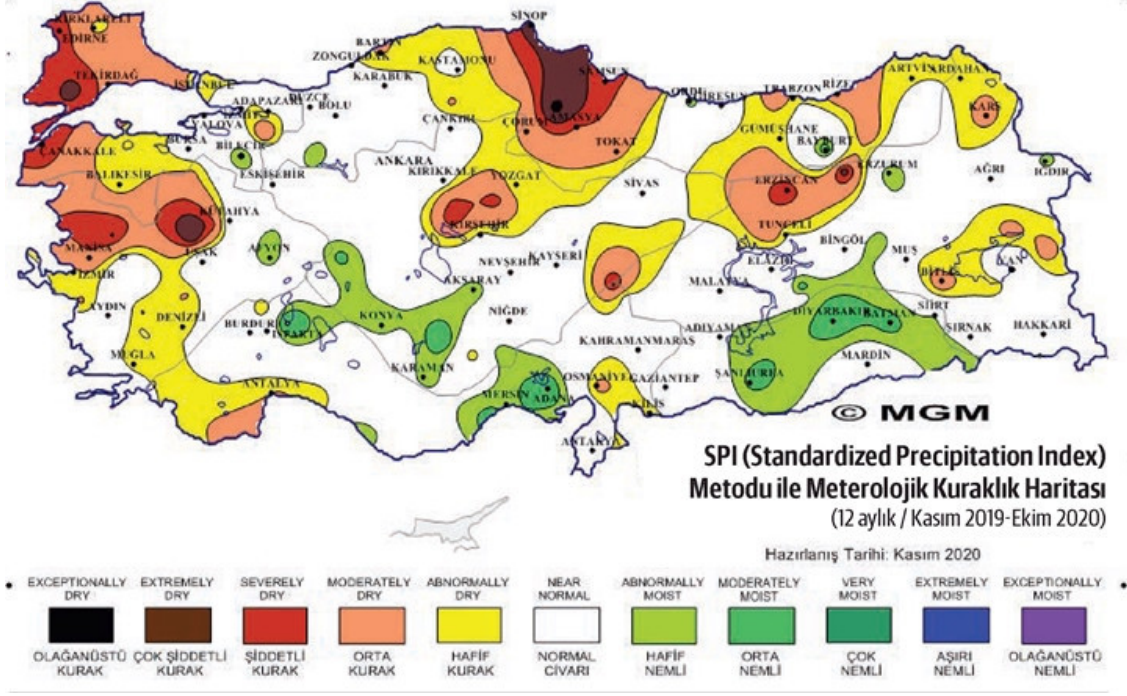 SİNOP
KIRKLARELİ
EDİRNE
BARTIN
ZONGULDAK
KASTAMONU
KARABUK
SAMSUN
TEKİRDAĞ
İSTANBUL
ADAPAZARI
DÜZCE
BOLU
YALOVA
ÇANKIRI
ÇORUM
AMASYA
TOKAT
ORDU
GİRESUN
TRABZON
RİZE
ARTVİN
ARDAHAN
KARS
GÜMÜŞHANE
BAYBURT
ÇANAKKALE
BURSA
BİLECİK
ESKİŞEHİR
ANKARA
KIRIKKALE
YOZGAT
SİVAS
ERZİNCAN
ERZURUM
AĞRI
IGDIR
BALIKESİR
KÜTAHYA
KIRŞEHİR
TUNCELİ
MANİSA
UŞAK
AFYON
NEVŞEHİR
KAYSERİ
ELAZIĞ
BİNGÖL
MUŞ
BİTLİS
VAN
İZMİR
AKSARAY
MALATYA
AYDIN
DENİZLİ
BURDUR
ISPARTA
KONYA
NİĞDE
DİYARBAKIR
BATMAN
SİİRT
ŞIRNAK
HAKKARİ
ADIYAMAN
KAHRAMANMARAŞ
MARDİN
MUĞLA
ANTALYA
KARAMAN
MERSIN
ADANA
OSMANİYE
GAZİANTEP
ŞANLIURFA
KİLİS
ANTAKYA
© MGM
SPI (Standardized Precipitation Index)
Metodu ile Meterolojik Kuraklık Haritası
(12 aylık / Kasım 2019-Ekim 2020)
Hazırlanış Tarihi: Kasım 2020
EXCEPTIONALLY DRY
EXTREMELY DRY
SEVERELY DRY
MODERATELY DRY
ABNORMALLY DRY
NEAR NORMAL
ABNORMALLY MOIST
MODERATELY MOIST
VERY MOIST
EXTREMELY MOIST
EXCEPTIONALLY MOIST
OLAĞANÜSTÜ KURAK
ÇOK ŞİDDETLİ KURAK
ŞİDDETLİ KURAK
ORTA KURAK
HAFİF KURAK
NORMAL CİVARI
HAFİF NEMLİ
ORTA NEMLİ
ÇOK NEMLİ
AŞIRI NEMLİ
OLAĞANÜSTÜ NEMLİ